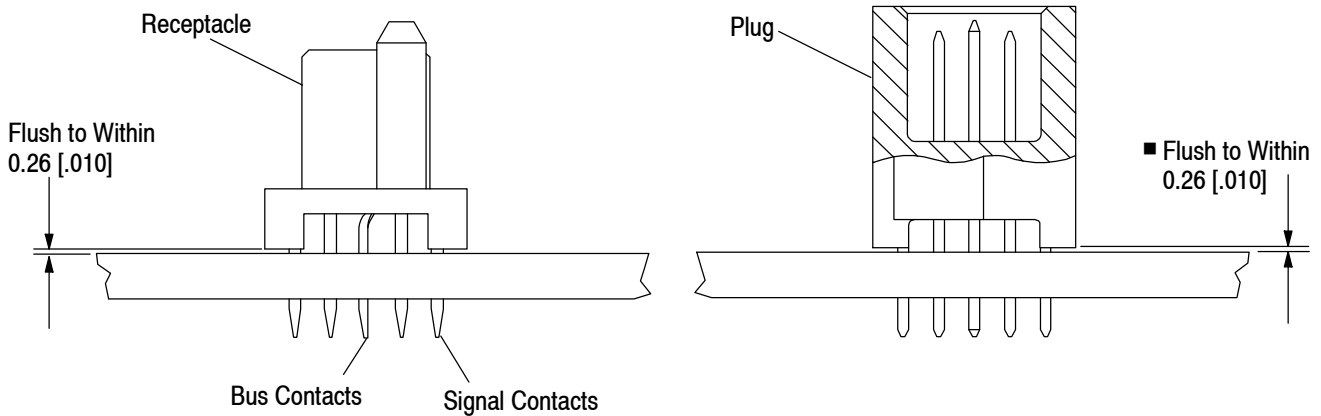 Receptacle
Flush to Within
0.26 [.010]
Bus Contacts
Signal Contacts
Plug
■ Flush to Within
0.26 [.010]